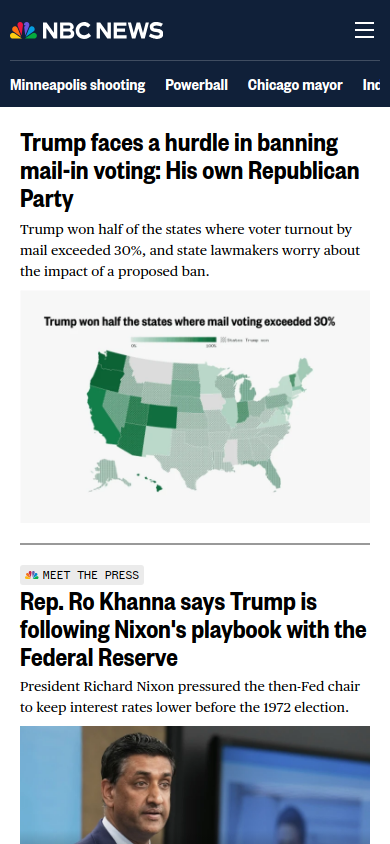 NBC NEWS
Minneapolis shooting Powerball Chicago mayor Ind
Trump faces a hurdle in banning
mail-in voting: His own Republican
Party
Trump won half of the states where voter turnout by
mail exceeded 30%, and state lawmakers worry about
the impact of a proposed ban.
Trump won half the states where mail voting exceeded 30%
States Trump won
0% 100%
MEET THE PRESS
Rep. Ro Khanna says Trump is
following Nixon's playbook with the
Federal Reserve
President Richard Nixon pressured the then-Fed chair
to keep interest rates lower before the 1972 election.